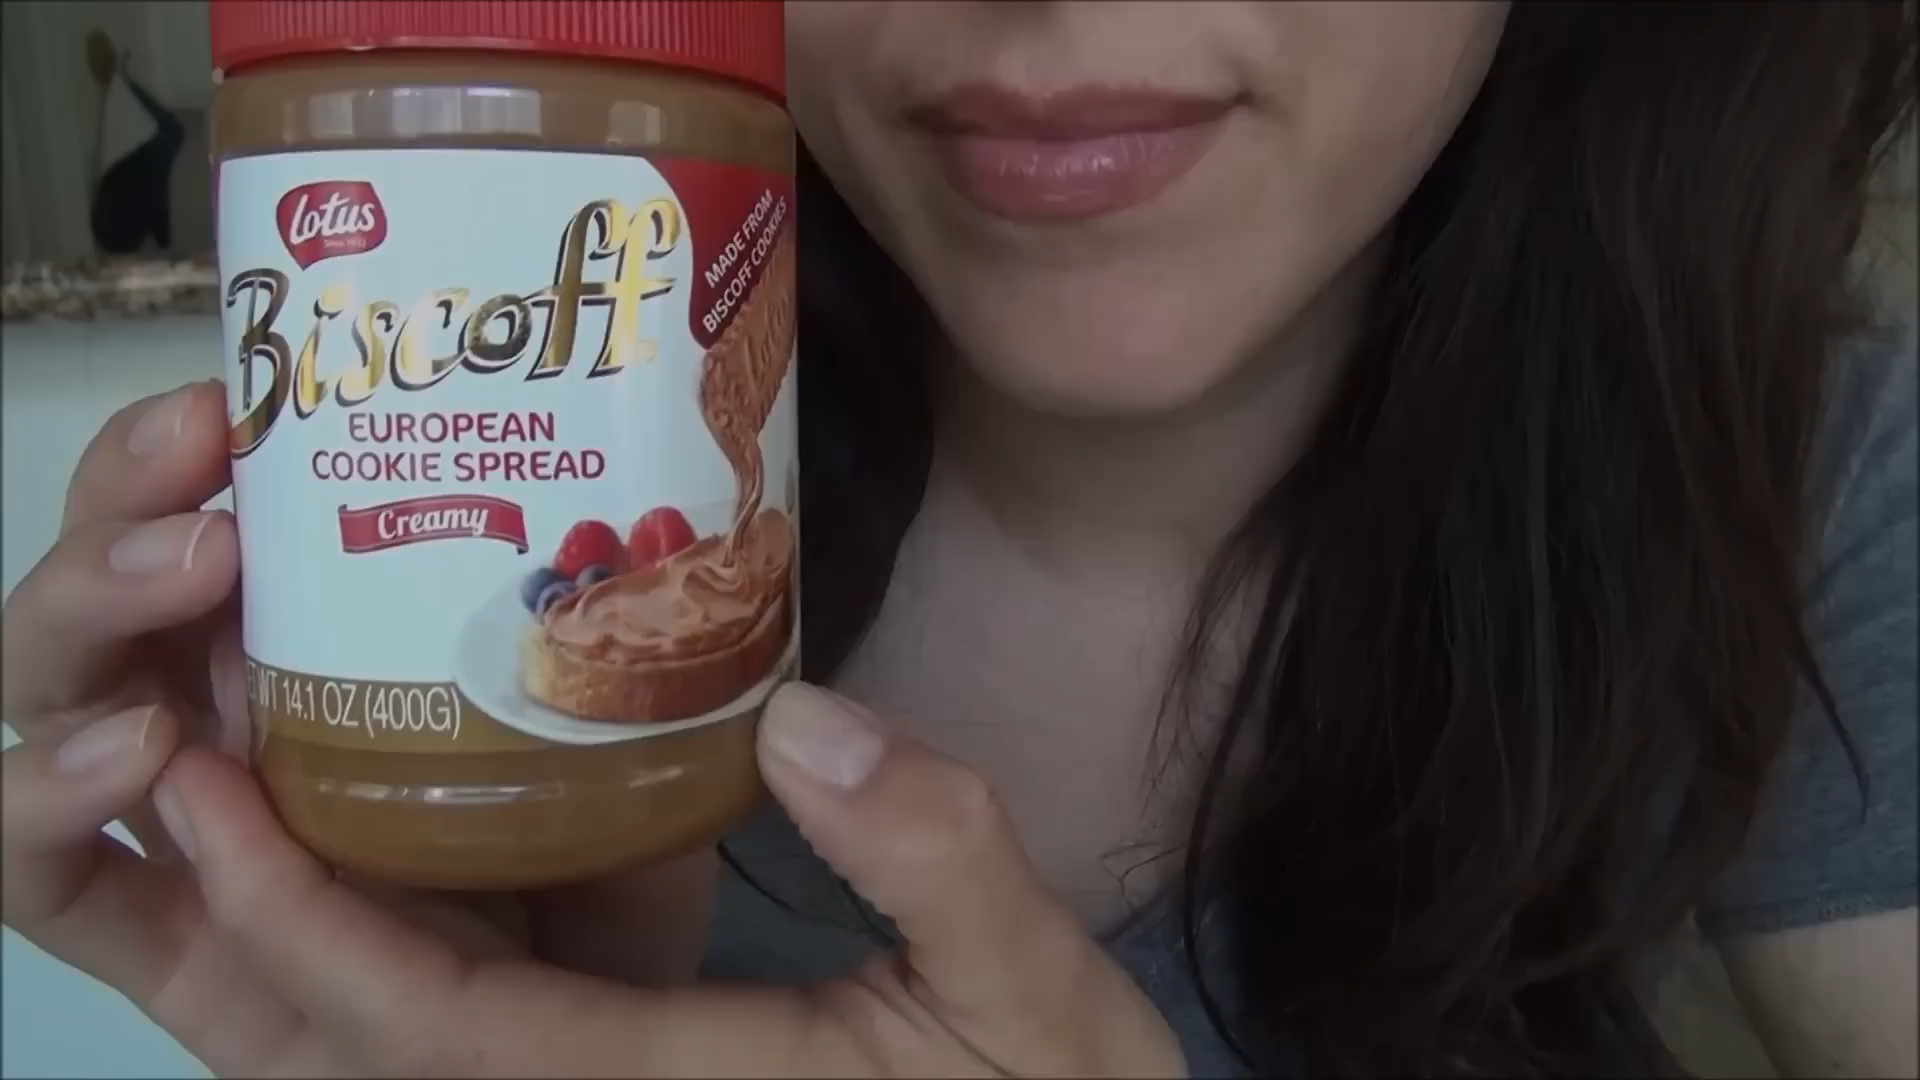 Lotus
Biscoff
MADE FROM
BISCOFF COOKIES
EUROPEAN
COOKIE SPREAD
Creamy
WT 14.1 OZ (400G)